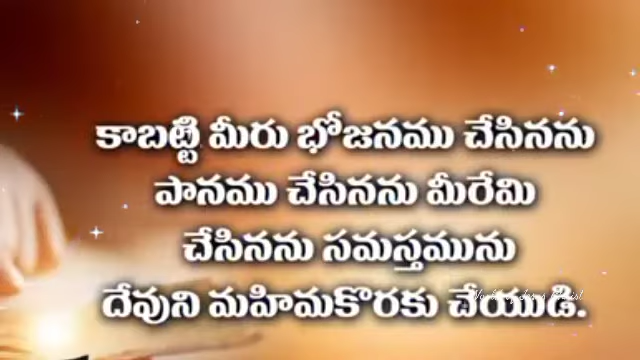 కాబట్టి మీరు భోజనము చేసినను
పానము చేసినను మీరేమి
చేసినను సమస్తమును
దేవుని మహిమకొరకు చేయుడి.